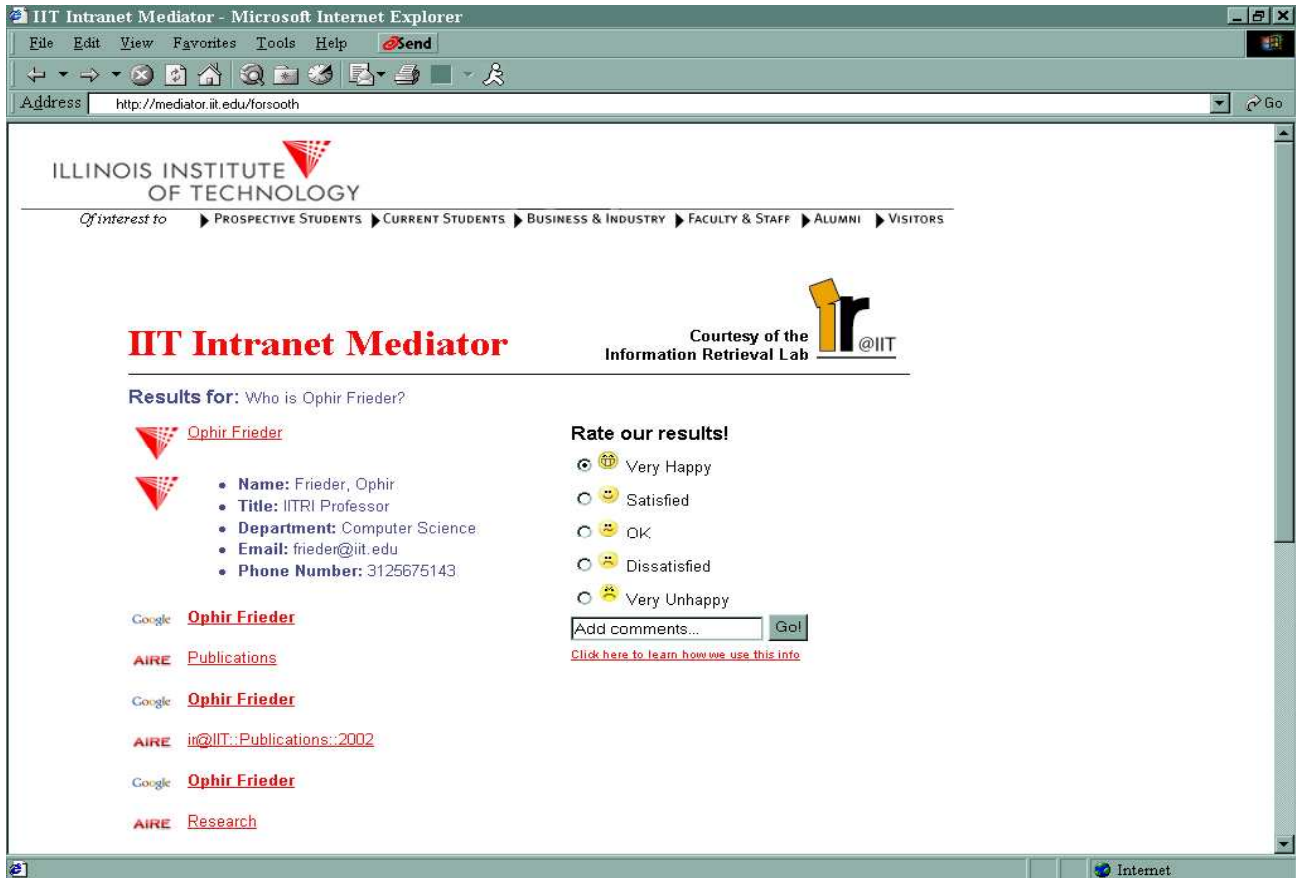 IIT Intranet Mediator - Microsoft Internet Explorer
File Edit View Favorites Tools Help Send
Address http://mediator.iit.edu/forsooth Go
ILLINOIS INSTITUTE
OF TECHNOLOGY
Of interest to PROSPECTIVE STUDENTS CURRENT STUDENTS BUSINESS & INDUSTRY FACULTY & STAFF ALUMNI VISITORS
IIT Intranet Mediator
Courtesy of the
Information Retrieval Lab
ir @IIT
Results for: Who is Ophir Frieder?
Ophir Frieder
Name: Frieder, Ophir
Title: IITRI Professor
Department: Computer Science
Email: frieder@iit.edu
Phone Number: 3125675143
Google Ophir Frieder
AIRE Publications
Google Ophir Frieder
AIRE ir@IIT::Publications::2002
Google Ophir Frieder
AIRE Research
Rate our results!
Very Happy
Satisfied
OK
Dissatisfied
Very Unhappy
Add comments... Go!
Click here to learn how we use this info
Internet